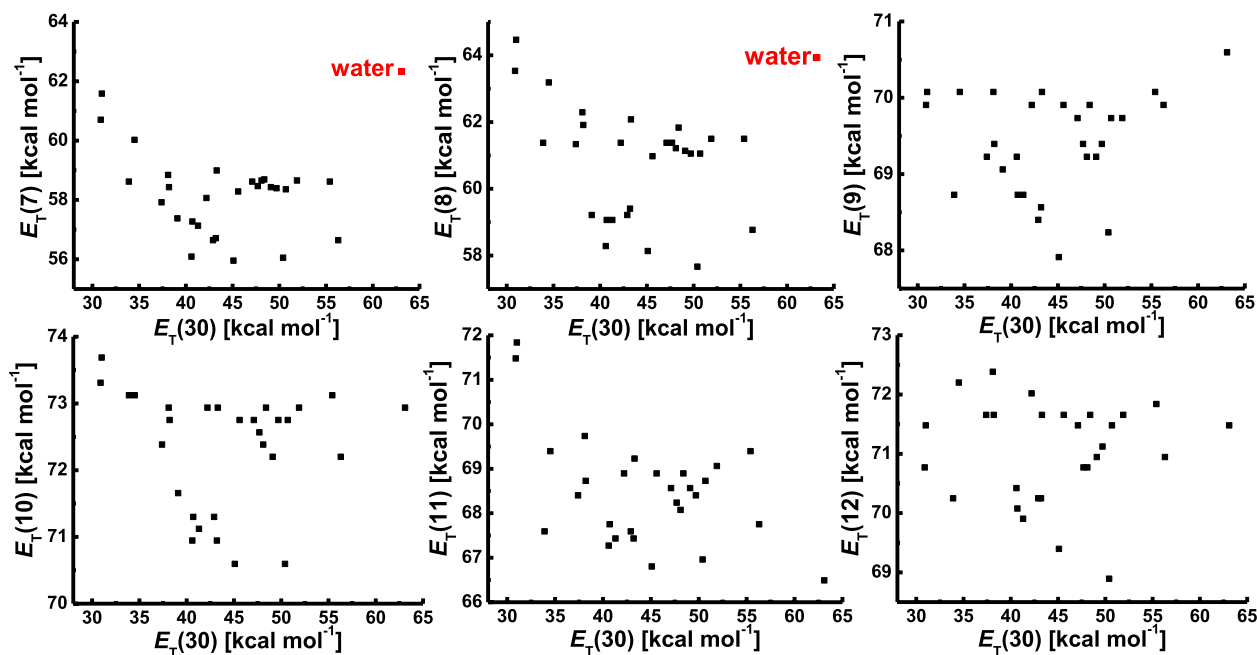 E_T(7) [kcal mol⁻¹]
64
62
60
58
56
water
30 35 40 45 50 55 60 65
E_T(30) [kcal mol⁻¹]
E_T(8) [kcal mol⁻¹]
64
62
60
58
water
30 35 40 45 50 55 60 65
E_T(30) [kcal mol⁻¹]
E_T(9) [kcal mol⁻¹]
71
70
69
68
30 35 40 45 50 55 60 65
E_T(30) [kcal mol⁻¹]
E_T(10) [kcal mol⁻¹]
74
73
72
71
70
30 35 40 45 50 55 60 65
E_T(30) [kcal mol⁻¹]
E_T(11) [kcal mol⁻¹]
72
71
70
69
68
67
66
30 35 40 45 50 55 60 65
E_T(30) [kcal mol⁻¹]
E_T(12) [kcal mol⁻¹]
73
72
71
70
69
30 35 40 45 50 55 60 65
E_T(30) [kcal mol⁻¹]